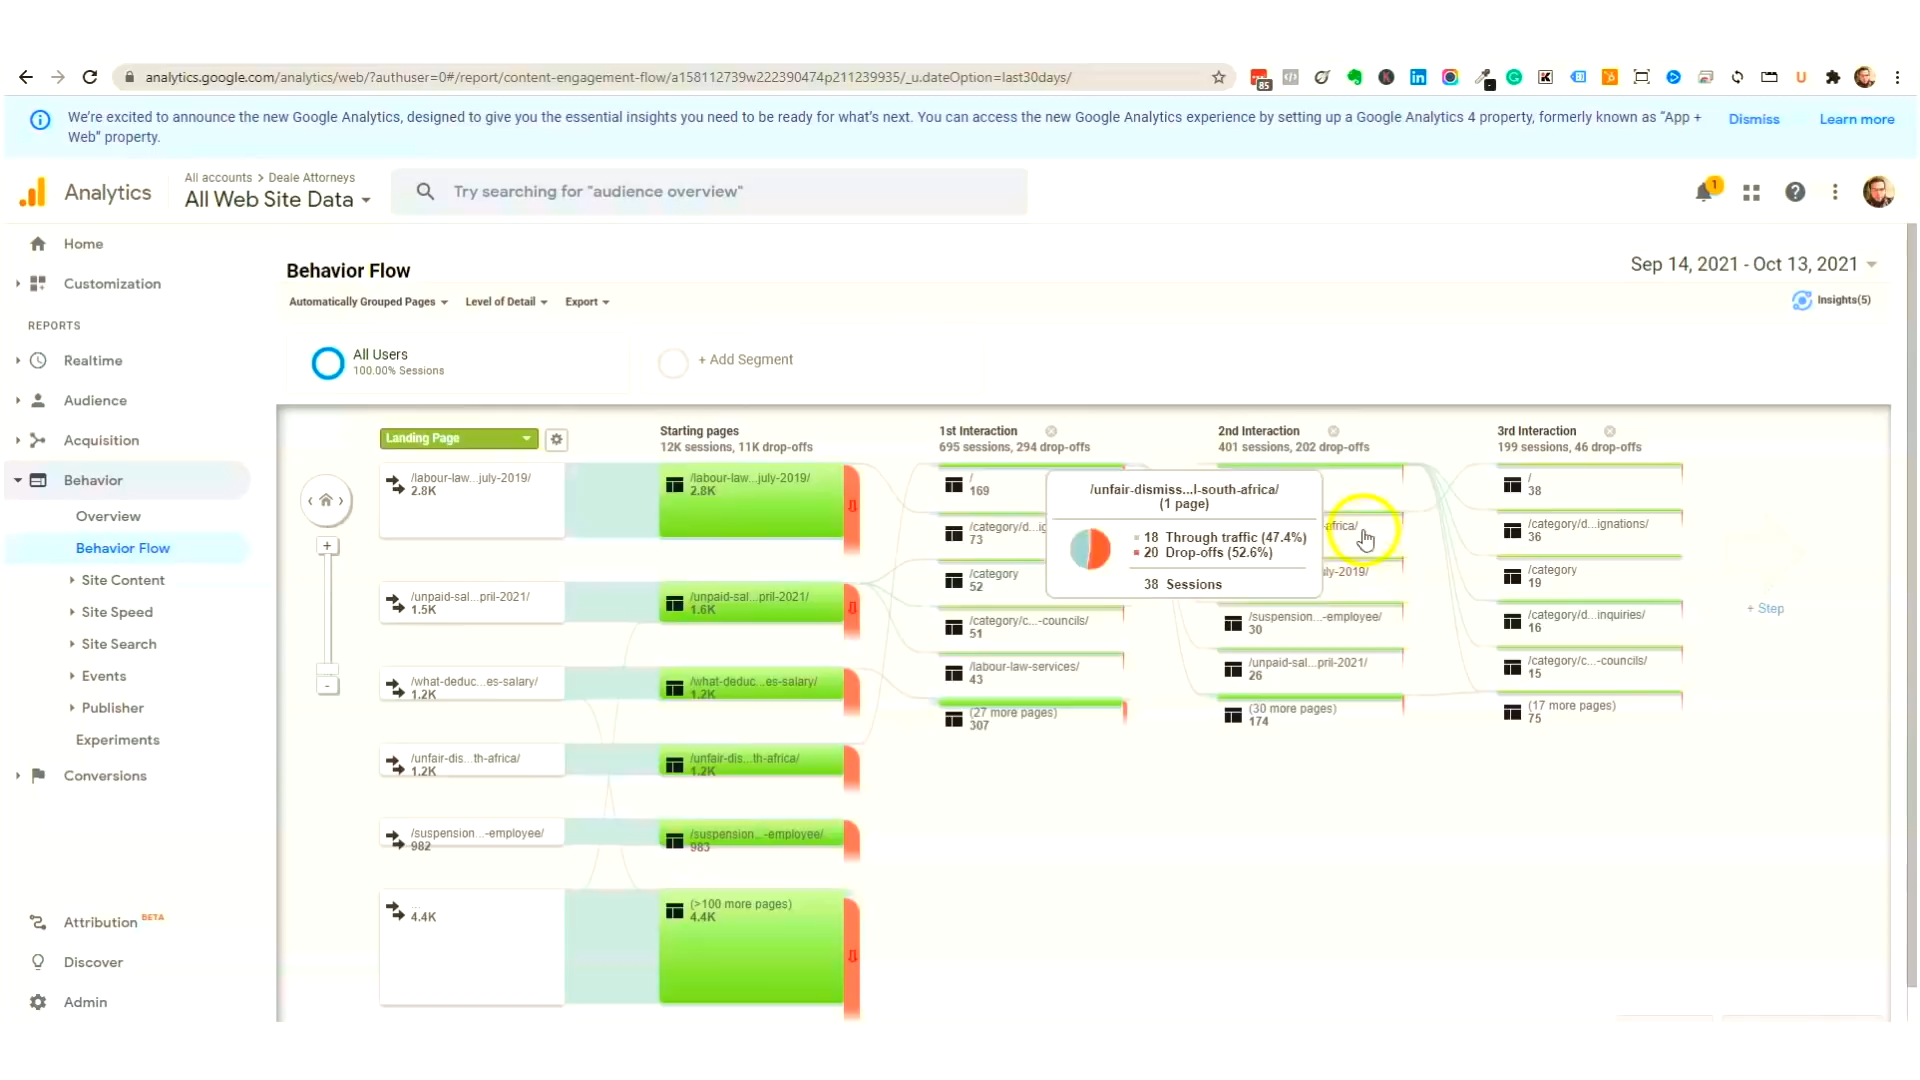 analytics.google.com/analytics/web/?authuser=0#/report/content-engagement-flow/a158112739w222390474p211239935/_u.dateOption=last30days/
85
We're excited to announce the new Google Analytics, designed to give you the essential insights you need to be ready for what's next. You can access the new Google Analytics experience by setting up a Google Analytics 4 property, formerly known as "App +
Web" property.
Dismiss
Learn more
Analytics
All accounts > Deale Attorneys
All Web Site Data
Try searching for "audience overview"
1
Home
Customization
REPORTS
Realtime
Audience
Acquisition
Behavior
Overview
Behavior Flow
Site Content
Site Speed
Site Search
Events
Publisher
Experiments
Conversions
Attribution BETA
Discover
Admin
Behavior Flow
Sep 14, 2021 - Oct 13, 2021
Automatically Grouped Pages
Level of Detail
Export
Insights(5)
All Users
100.00% Sessions
+ Add Segment
Landing Page
/labour-law...july-2019/
2.8K
/unpaid-sal...pril-2021/
1.5K
/what-deduc...es-salary/
1.2K
/unfair-dis...th-africa/
1.2K
/suspension...-employee/
982
...
4.4K
Starting pages
12K sessions, 11K drop-offs
/labour-law...july-2019/
2.8K
/unpaid-sal...pril-2021/
1.6K
/what-deduc...es-salary/
1.2K
/unfair-dis...th-africa/
1.2K
/suspension...-employee/
983
(>100 more pages)
4.4K
1st Interaction
695 sessions, 294 drop-offs
/
169
/category/d...ig
73
/category
52
/category/c...-councils/
51
/labour-law-services/
43
(27 more pages)
307
/unfair-dismiss...l-south-africa/
(1 page)
18 Through traffic (47.4%)
20 Drop-offs (52.6%)
38 Sessions
2nd Interaction
401 sessions, 202 drop-offs
-africa/
uly-2019/
/suspension...-employee/
30
/unpaid-sal...pril-2021/
26
(30 more pages)
174
3rd Interaction
199 sessions, 46 drop-offs
/
38
/category/d...ignations/
36
/category
19
/category/d...inquiries/
16
/category/c...-councils/
15
(17 more pages)
75
+ Step